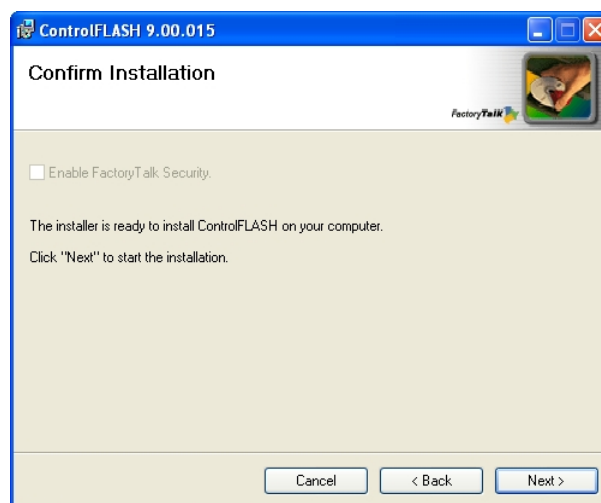 ControlFLASH 9.00.015
Confirm Installation
FactoryTalk
Enable FactoryTalk Security.
The installer is ready to install ControlFLASH on your computer.
Click "Next" to start the installation.
Cancel
< Back
Next >